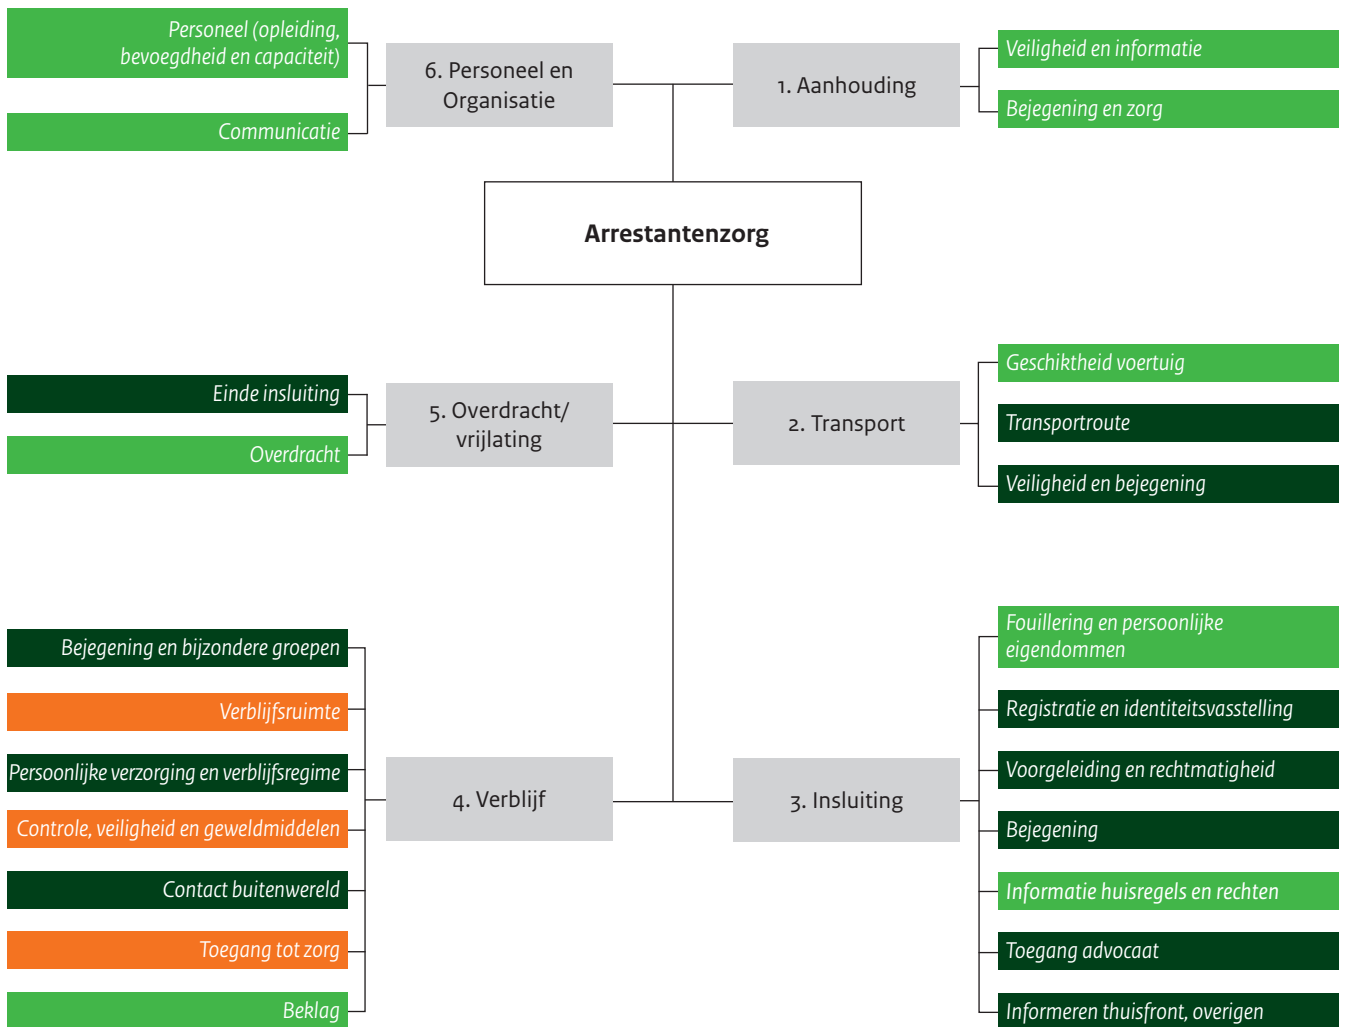 Personeel (opleiding,
bevoegdheid en capaciteit)
Communicatie
6. Personeel en
Organisatie
1. Aanhouding
Veiligheid en informatie
Bejegening en zorg
Arrestantenzorg
Einde insluiting
Overdracht
5. Overdracht/
vrijlating
2. Transport
Geschiktheid voertuig
Transportroute
Veiligheid en bejegening
Bejegening en bijzondere groepen
Verblijfsruimte
Persoonlijke verzorging en verblijfsregime
Controle, veiligheid en geweldmiddelen
Contact buitenwereld
Toegang tot zorg
Beklag
4. Verblijf
3. Insluiting
Fouillering en persoonlijke
eigendommen
Registratie en identiteitsvasstelling
Voorgeleiding en rechtmatigheid
Bejegening
Informatie huisregels en rechten
Toegang advocaat
Informeren thuisfront, overigen